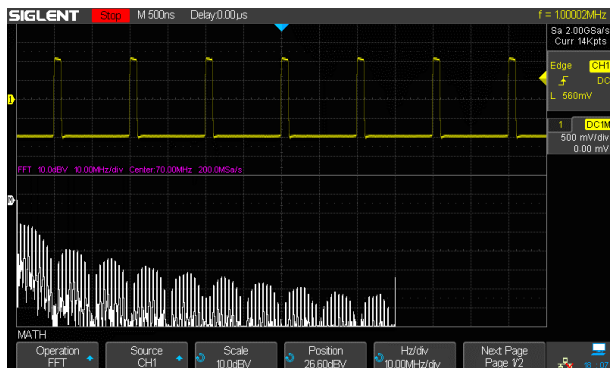 SIGLENT Stop M 500ns Delay:0.00µs f = 1.00002MHz
Sa 2.00GSa/s
Curr 14Kpts
Edge CH1
DC
L 560mV
1 DC1M
500 mV/div
0.00 mV
1
FFT 10.0dBV 10.00MHz/div Center:70.00MHz 200.0MSa/s
M
MATH
Operation Source Scale Position Hz/div Next Page
FFT CH1 10.0dBV 26.60dBV 10.00MHz/div Page 1/2